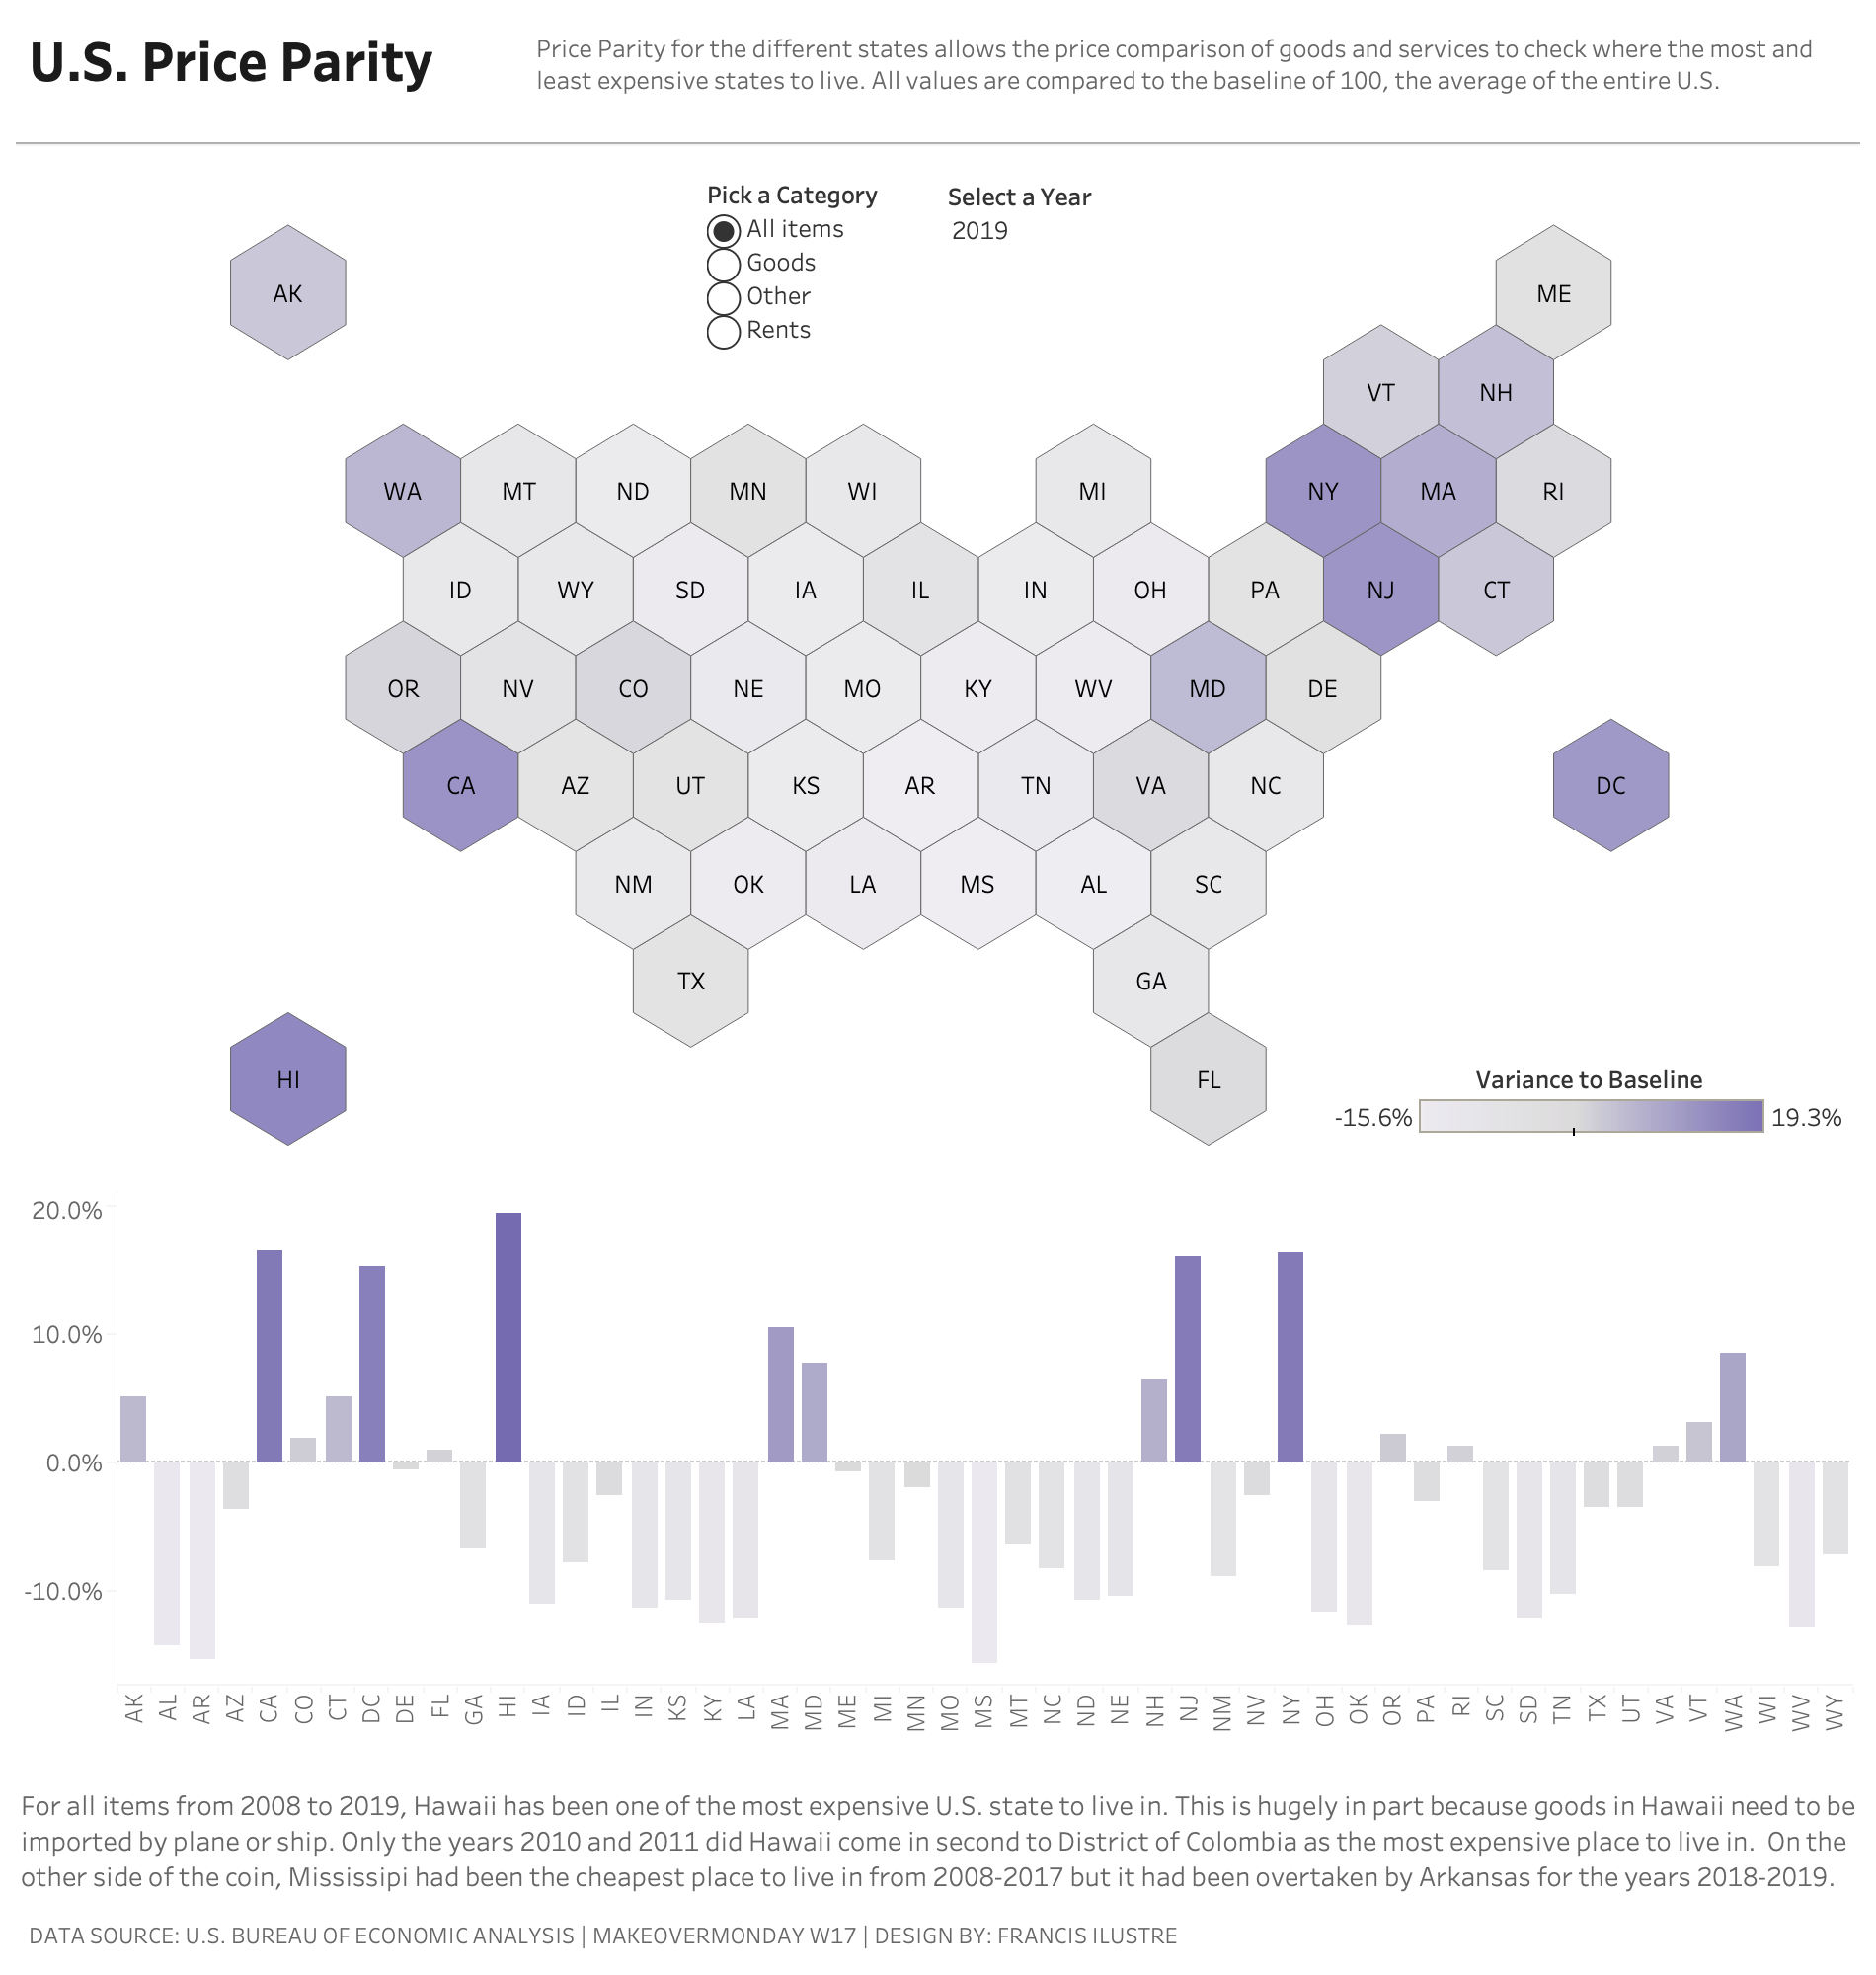 U.S. Price Parity
Price Parity for the different states allows the price comparison of goods and services to check where the most and
least expensive states to live. All values are compared to the baseline of 100, the average of the entire U.S.
Pick a Category
All items
Goods
Other
Rents
Select a Year
2019
AK
ME
VT
NH
WA
MT
ND
MN
WI
MI
NY
MA
RI
ID
WY
SD
IA
IL
IN
OH
PA
NJ
CT
OR
NV
CO
NE
MO
KY
WV
MD
DE
CA
AZ
UT
KS
AR
TN
VA
NC
DC
NM
OK
LA
MS
AL
SC
TX
GA
HI
FL
Variance to Baseline
-15.6%
19.3%
20.0%
10.0%
0.0%
-10.0%
AK
AL
AR
AZ
CA
CO
CT
DC
DE
FL
GA
HI
IA
ID
IL
IN
KS
KY
LA
MA
MD
ME
MI
MN
MO
MS
MT
NC
ND
NE
NH
NJ
NM
NV
NY
OH
OK
OR
PA
RI
SC
SD
TN
TX
UT
VA
VT
WA
WI
WV
WY
For all items from 2008 to 2019, Hawaii has been one of the most expensive U.S. state to live in. This is hugely in part because goods in Hawaii need to be
imported by plane or ship. Only the years 2010 and 2011 did Hawaii come in second to District of Colombia as the most expensive place to live in.  On the
other side of the coin, Mississipi had been the cheapest place to live in from 2008-2017 but it had been overtaken by Arkansas for the years 2018-2019.
DATA SOURCE: U.S. BUREAU OF ECONOMIC ANALYSIS | MAKEOVERMONDAY W17 | DESIGN BY: FRANCIS ILUSTRE